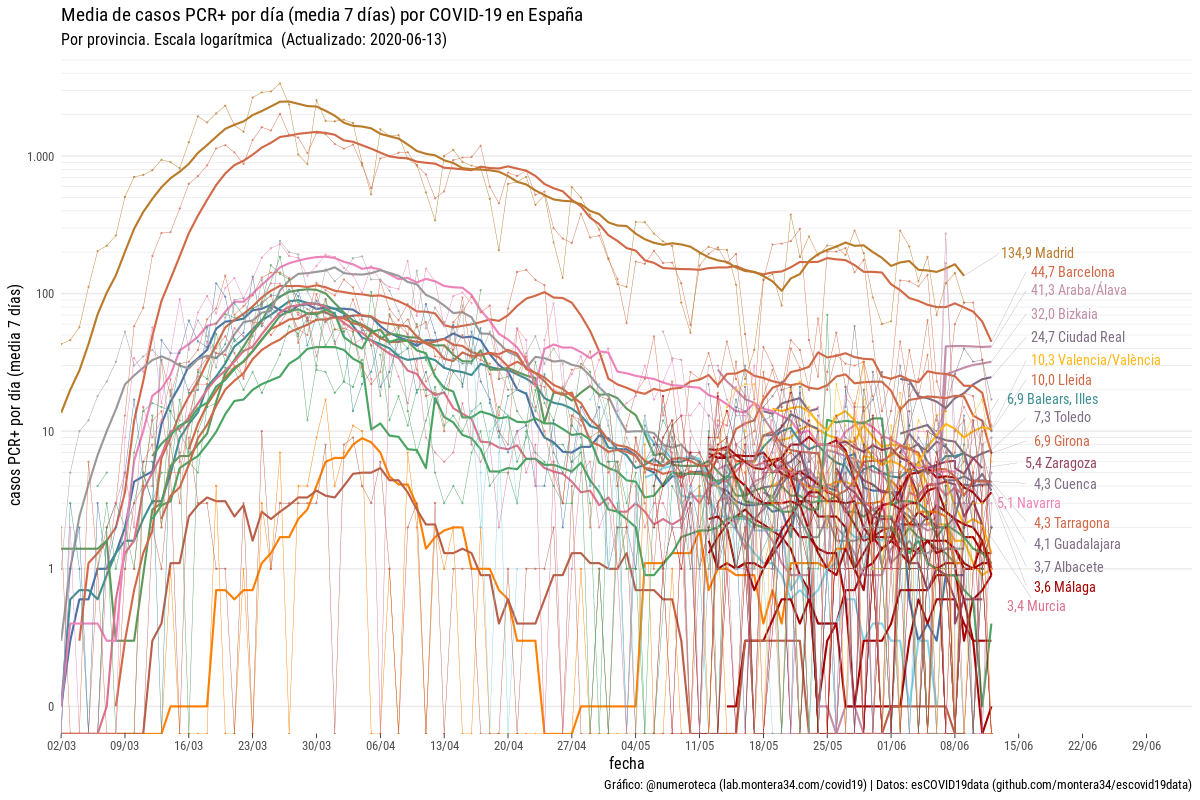 Media de casos PCR+ por día (media 7 días) por COVID-19 en España
Por provincia. Escala logarítmica  (Actualizado: 2020-06-13)
casos PCR+ por día (media 7 días)
1.000
100
10
1
0
134,9 Madrid
44,7 Barcelona
41,3 Araba/Álava
32,0 Bizkaia
24,7 Ciudad Real
10,3 Valencia/València
10,0 Lleida
6,9 Balears, Illes
7,3 Toledo
6,9 Girona
5,4 Zaragoza
4,3 Cuenca
5,1 Navarra
4,3 Tarragona
4,1 Guadalajara
3,7 Albacete
3,6 Málaga
3,4 Murcia
02/03 09/03 16/03 23/03 30/03 06/04 13/04 20/04 27/04 04/05 11/05 18/05 25/05 01/06 08/06 15/06 22/06 29/06
fecha
Gráfico: @numeroteca (lab.montera34.com/covid19) | Datos: esCOVID19data (github.com/montera34/escovid19data)